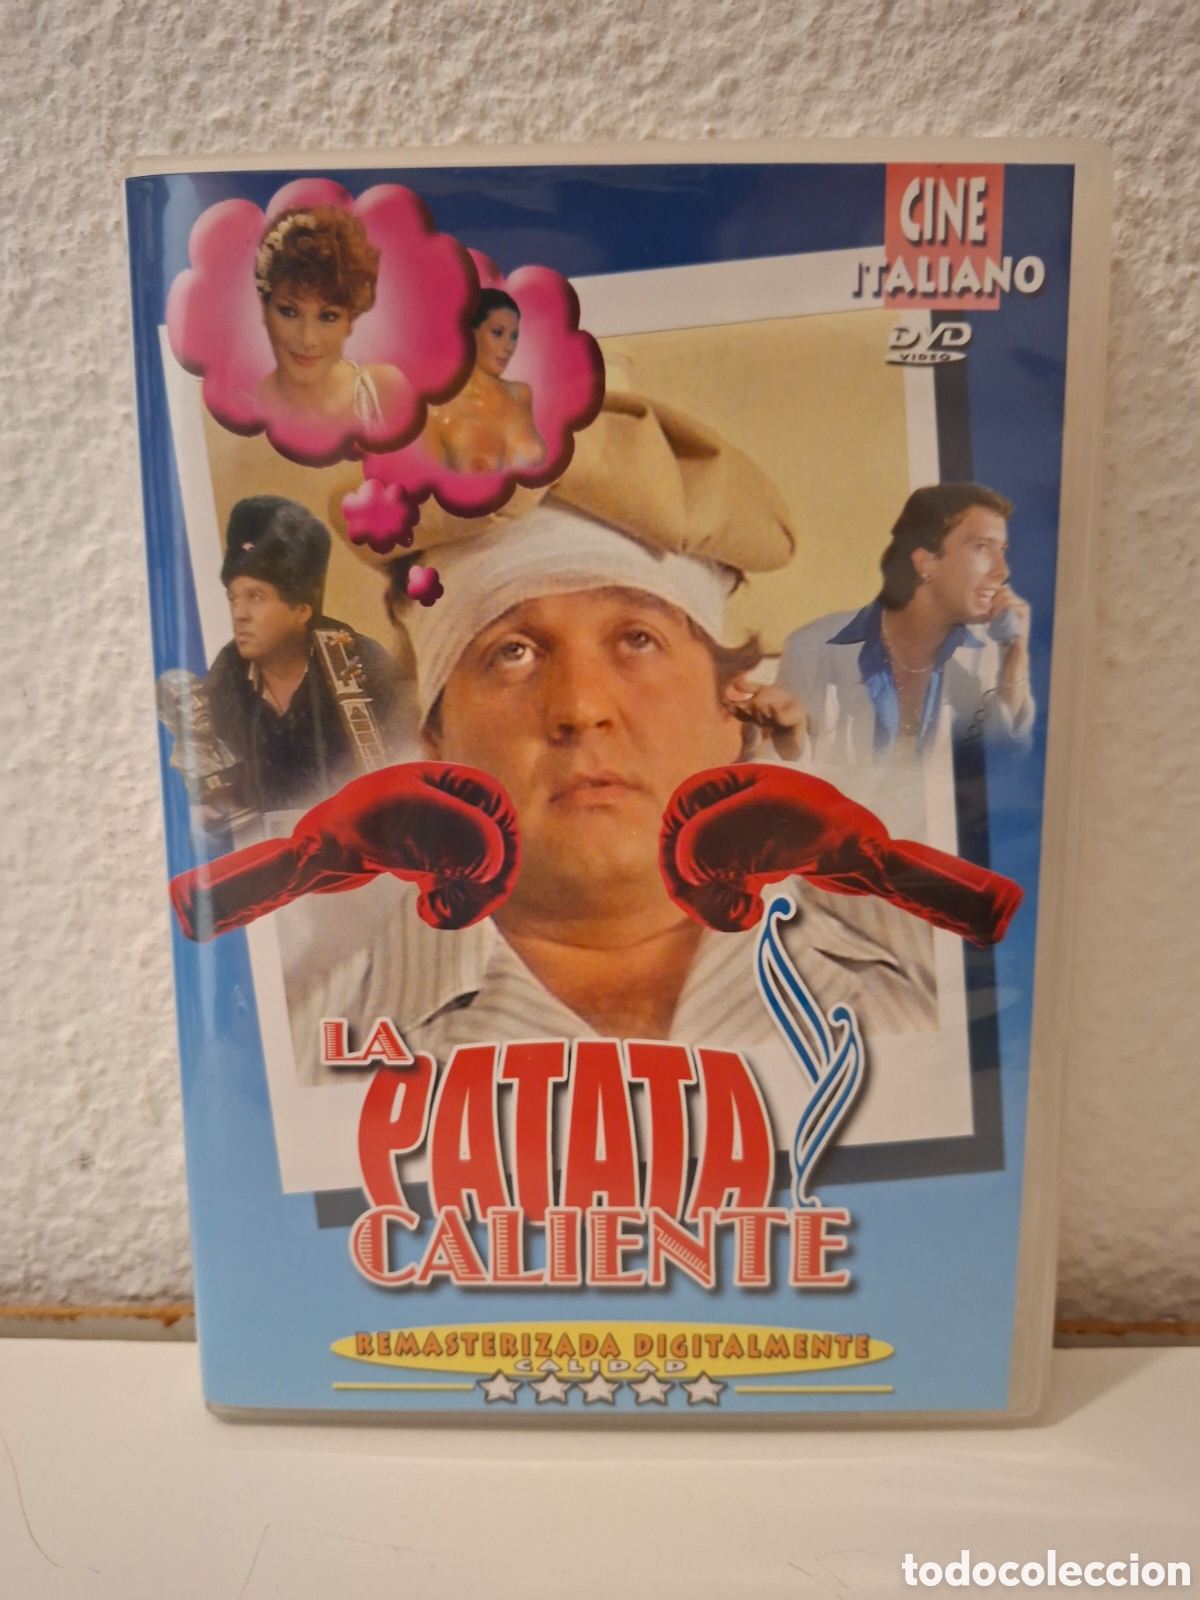 CINE
ITALIANO
DVD
VIDEO
LA
PATATA
CALIENTE
REMASTERIZADA DIGITALMENTE
CALIDAD
todocoleccion